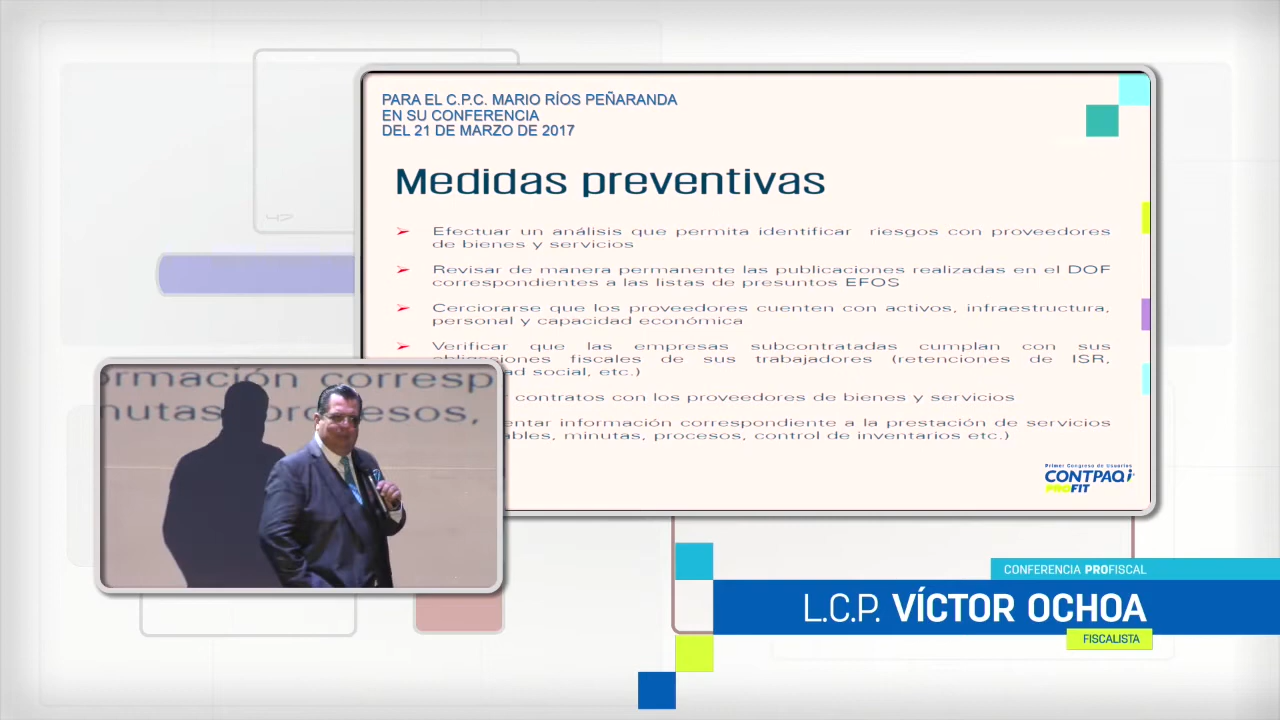 PARA EL C.P.C. MARIO RÍOS PEÑARANDA
EN SU CONFERENCIA
DEL 21 DE MARZO DE 2017
Medidas preventivas
Efectuar un análisis que permita identificar riesgos con proveedores
de bienes y servicios
Revisar de manera permanente las publicaciones realizadas en el DOF
correspondientes a las listas de presuntos EFOS
Cerciorarse que los proveedores cuenten con activos, infraestructura,
personal y capacidad económica
Verificar que las empresas subcontratadas cumplan con sus
obligaciones fiscales de sus trabajadores (retenciones de ISR,
ad social, etc.)
contratos con los proveedores de bienes y servicios
entar información correspondiente a la prestación de servicios
ables, minutas, procesos, control de inventarios etc.)
Primer Congreso de Usuarios
CONTPAQi
PROFIT
ormación corresp
nutas, procesos,
47
CONFERENCIA PROFISCAL
L.C.P. VÍCTOR OCHOA
FISCALISTA